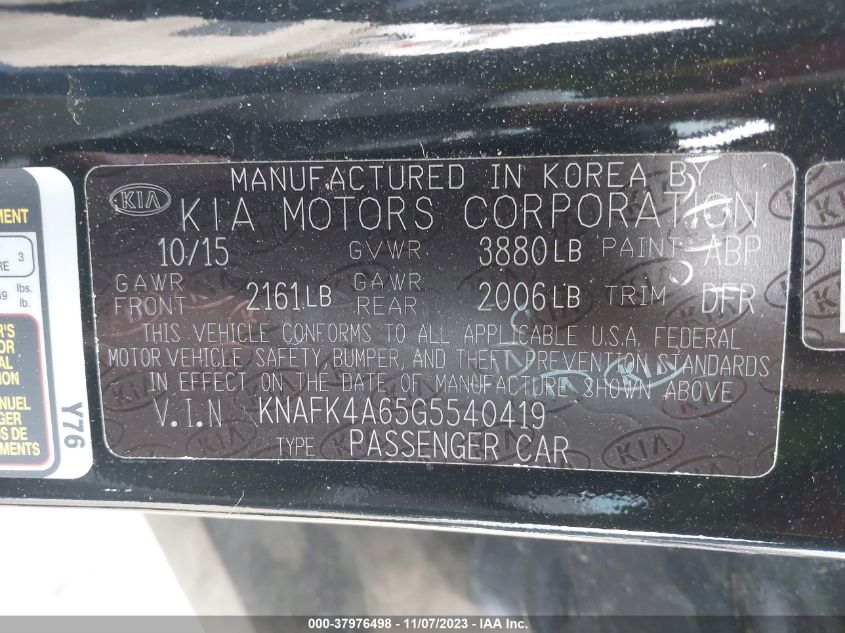 MANUFACTURED IN KOREA BY
KIA
KIA MOTORS CORPORATION
10/15 GVWR 3880LB PAINT ABP
GAWR FRONT 2161LB GAWR REAR 2006LB TRIM DFR
THIS VEHICLE CONFORMS TO ALL APPLICABLE U.S.A. FEDERAL
MOTOR VEHICLE SAFETY, BUMPER, AND THEFT PREVENTION STANDARDS
IN EFFECT ON THE DATE OF MANUFACTURE SHOWN ABOVE
V.I.N KNAFK4A65G5540419
TYPE PASSENGER CAR
Y76
000-37976498 - 11/07/2023 - IAA Inc.